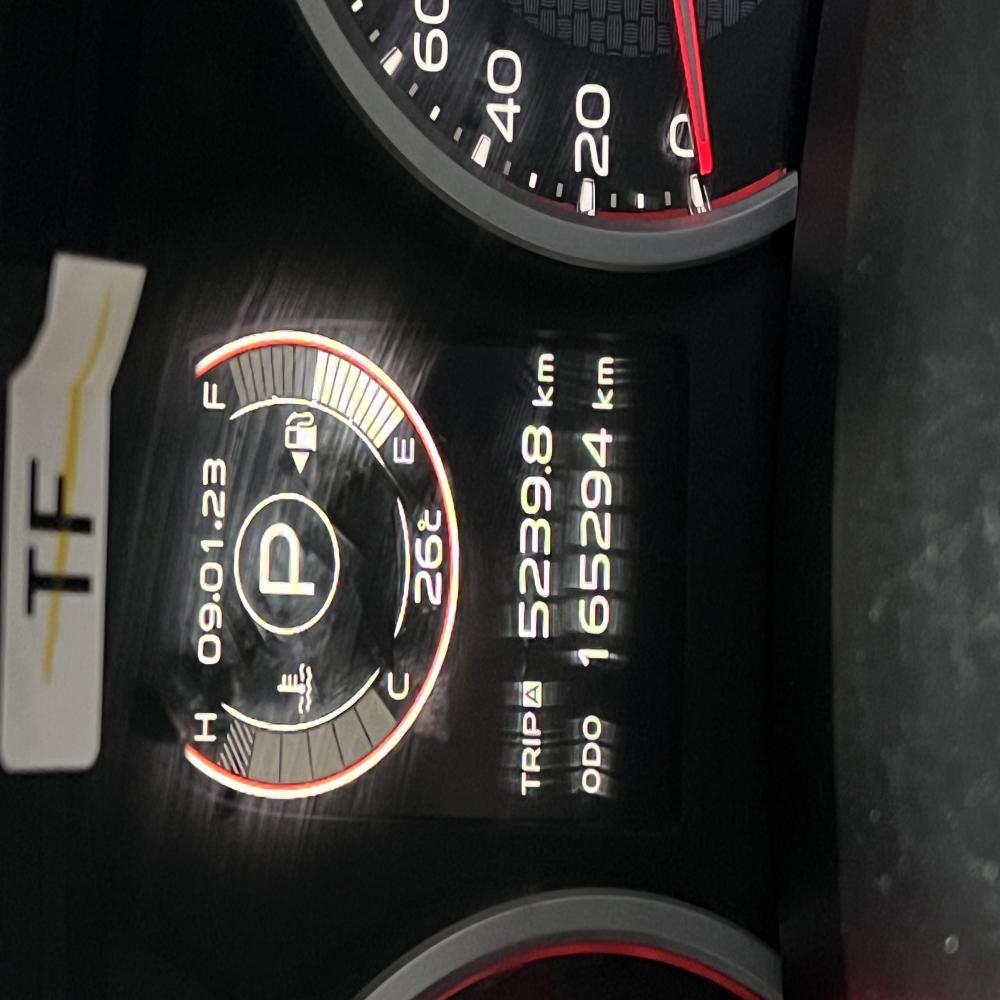 TF
09.01.23
H
F
P
C
E
26°c
TRIP A 5239.8 km
ODO 165294 km
0
20
40
60